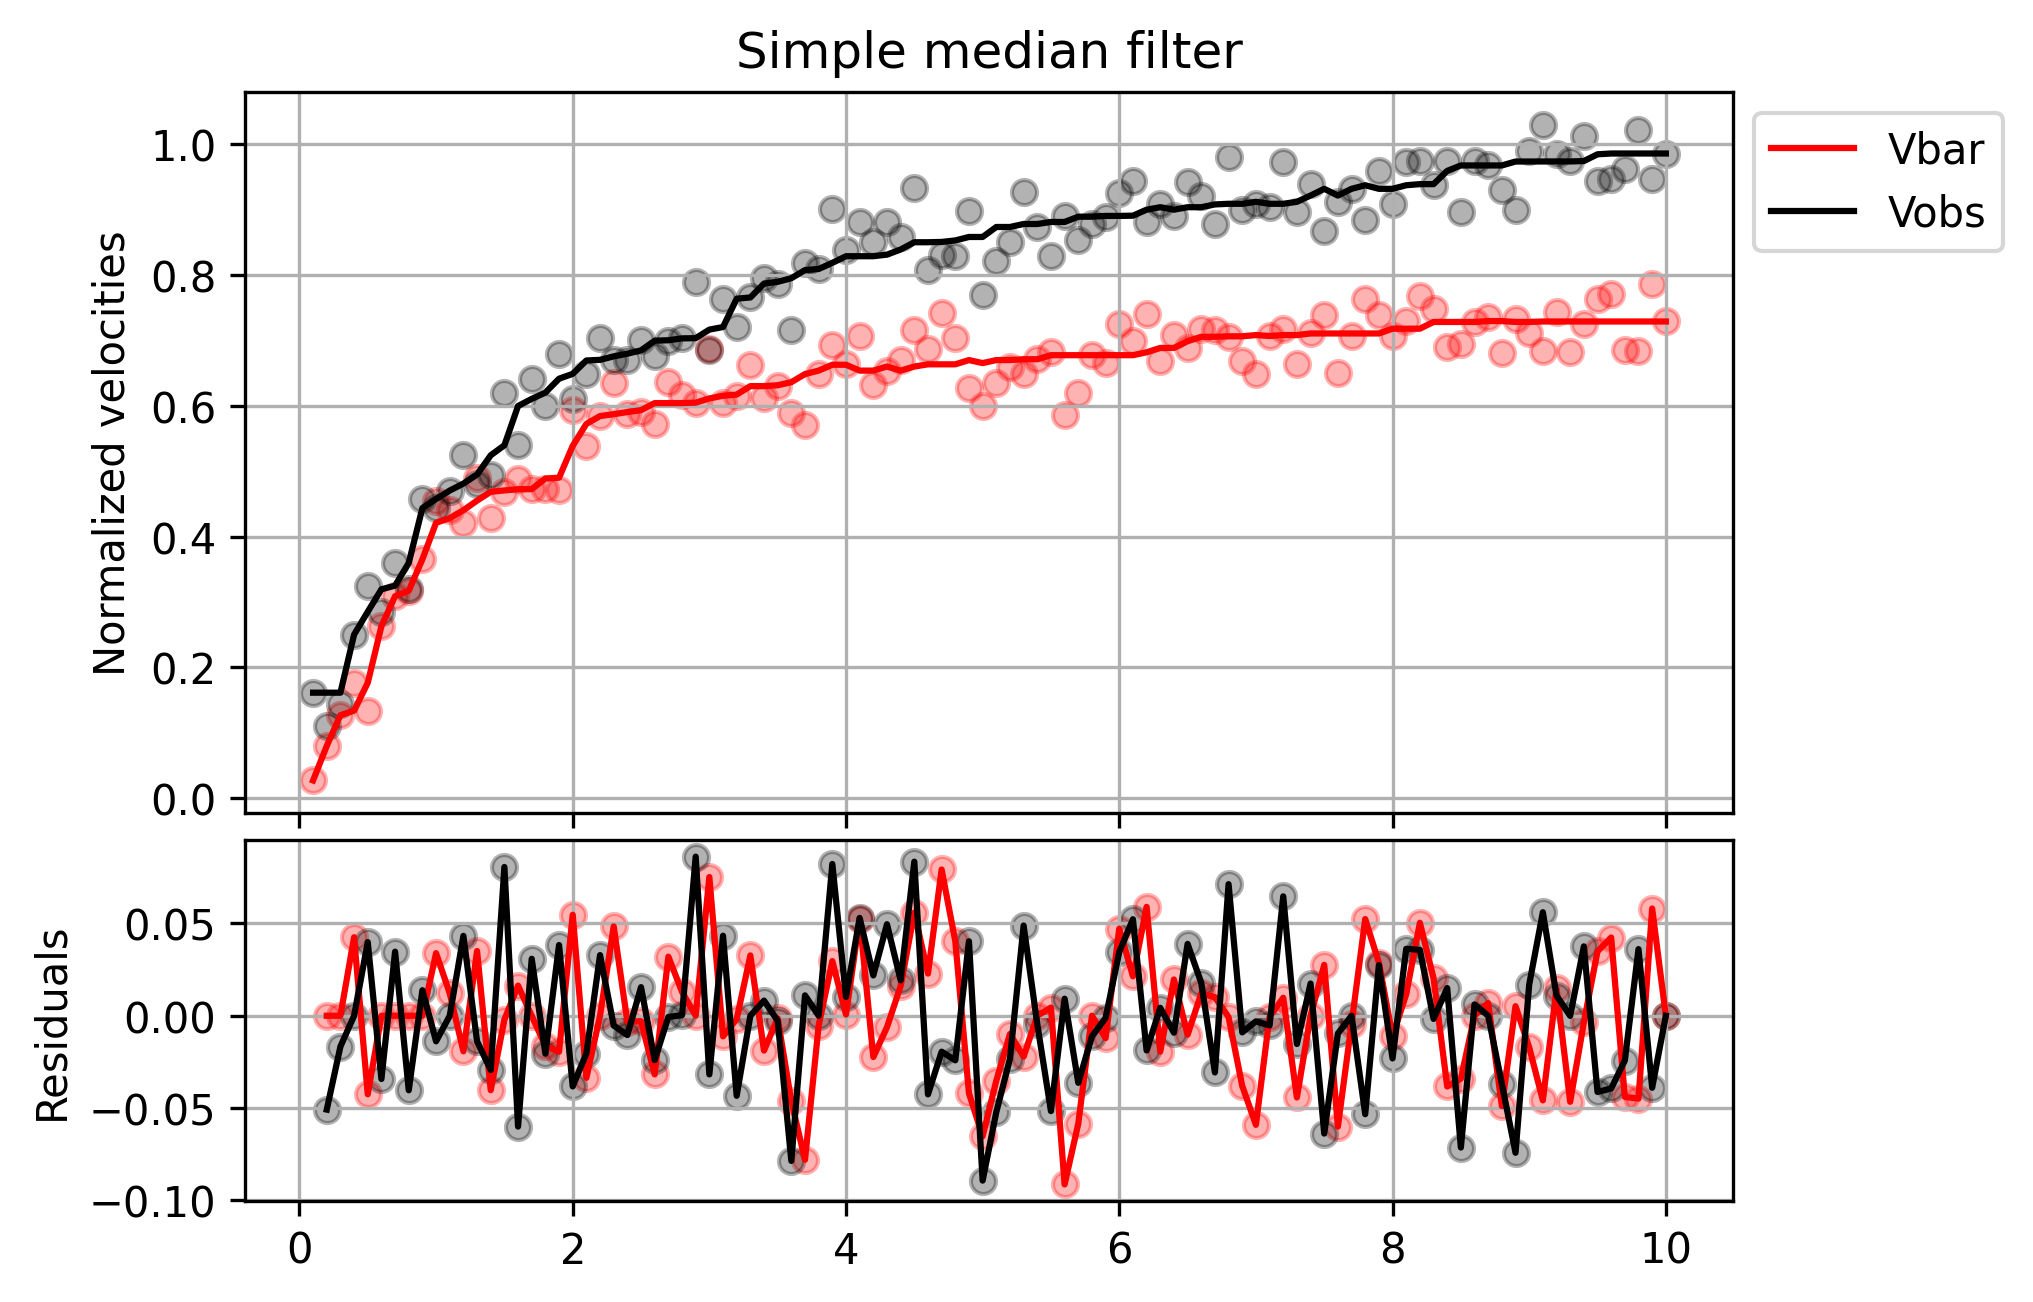 Simple median filter
Normalized velocities
1.0
0.8
0.6
0.4
0.2
0.0
Vbar
Vobs
Residuals
0.05
0.00
−0.05
−0.10
0 2 4 6 8 10